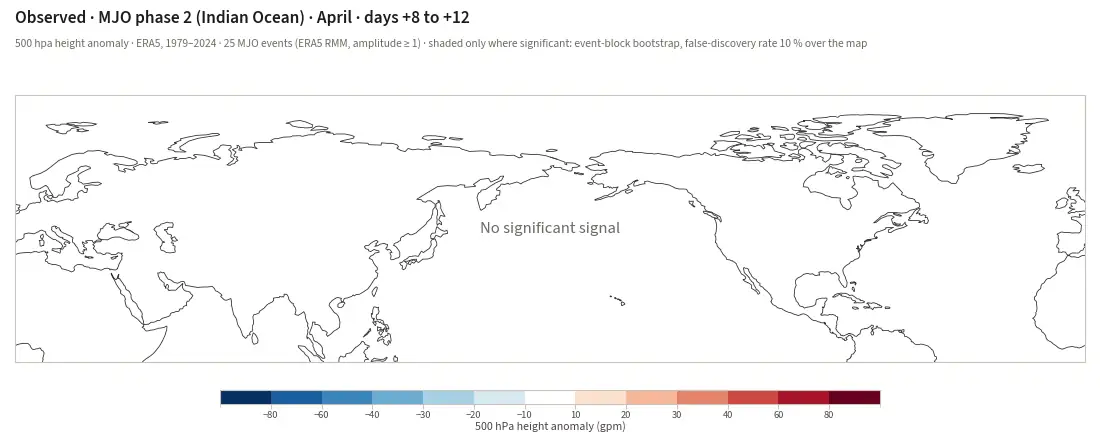 Observed · MJO phase 2 (Indian Ocean) · April · days +8 to +12
500 hpa height anomaly · ERA5, 1979–2024 · 25 MJO events (ERA5 RMM, amplitude ≥ 1) · shaded only where significant: event-block bootstrap, false-discovery rate 10 % over the map
No significant signal
−80 −60 −40 −30 −20 −10 10 20 30 40 60 80
500 hPa height anomaly (gpm)